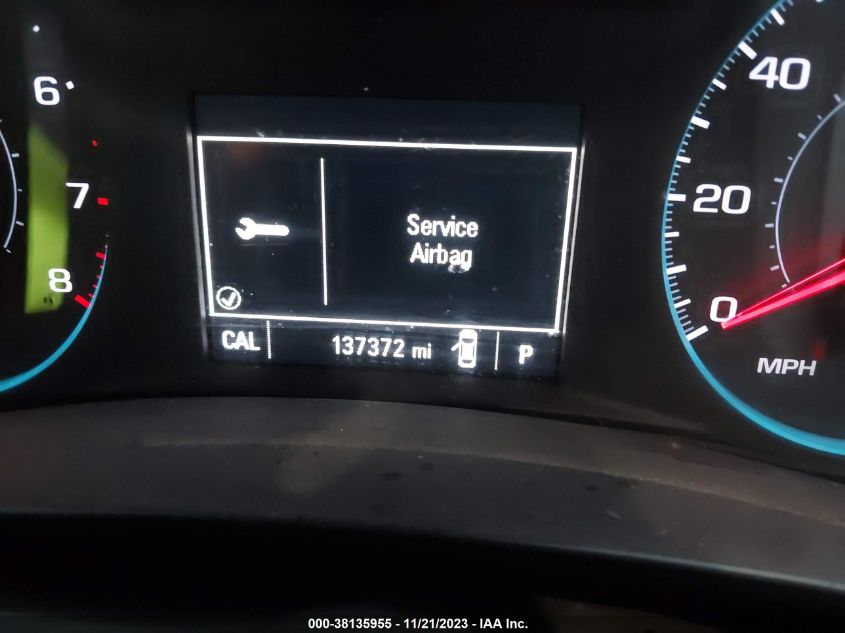 6
7
8
Service
Airbag
CAL
137372 mi
P
40
20
0
MPH
000-38135955 - 11/21/2023 - IAA Inc.